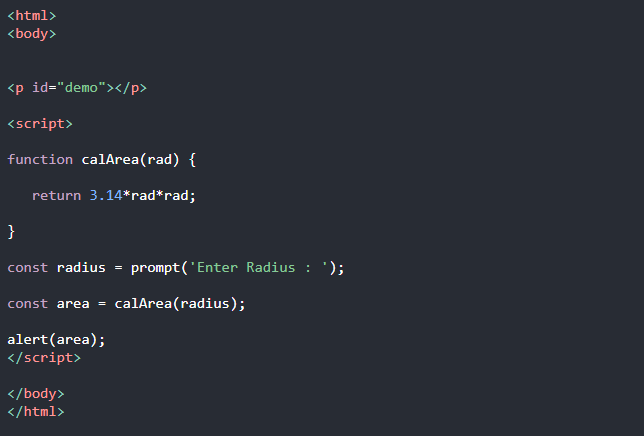 <html>
<body>
<p id="demo"></p>
<script>
function calArea(rad) {
return 3.14*rad*rad;
}
const radius = prompt('Enter Radius : ');
const area = calArea(radius);
alert(area);
</script>
</body>
</html>